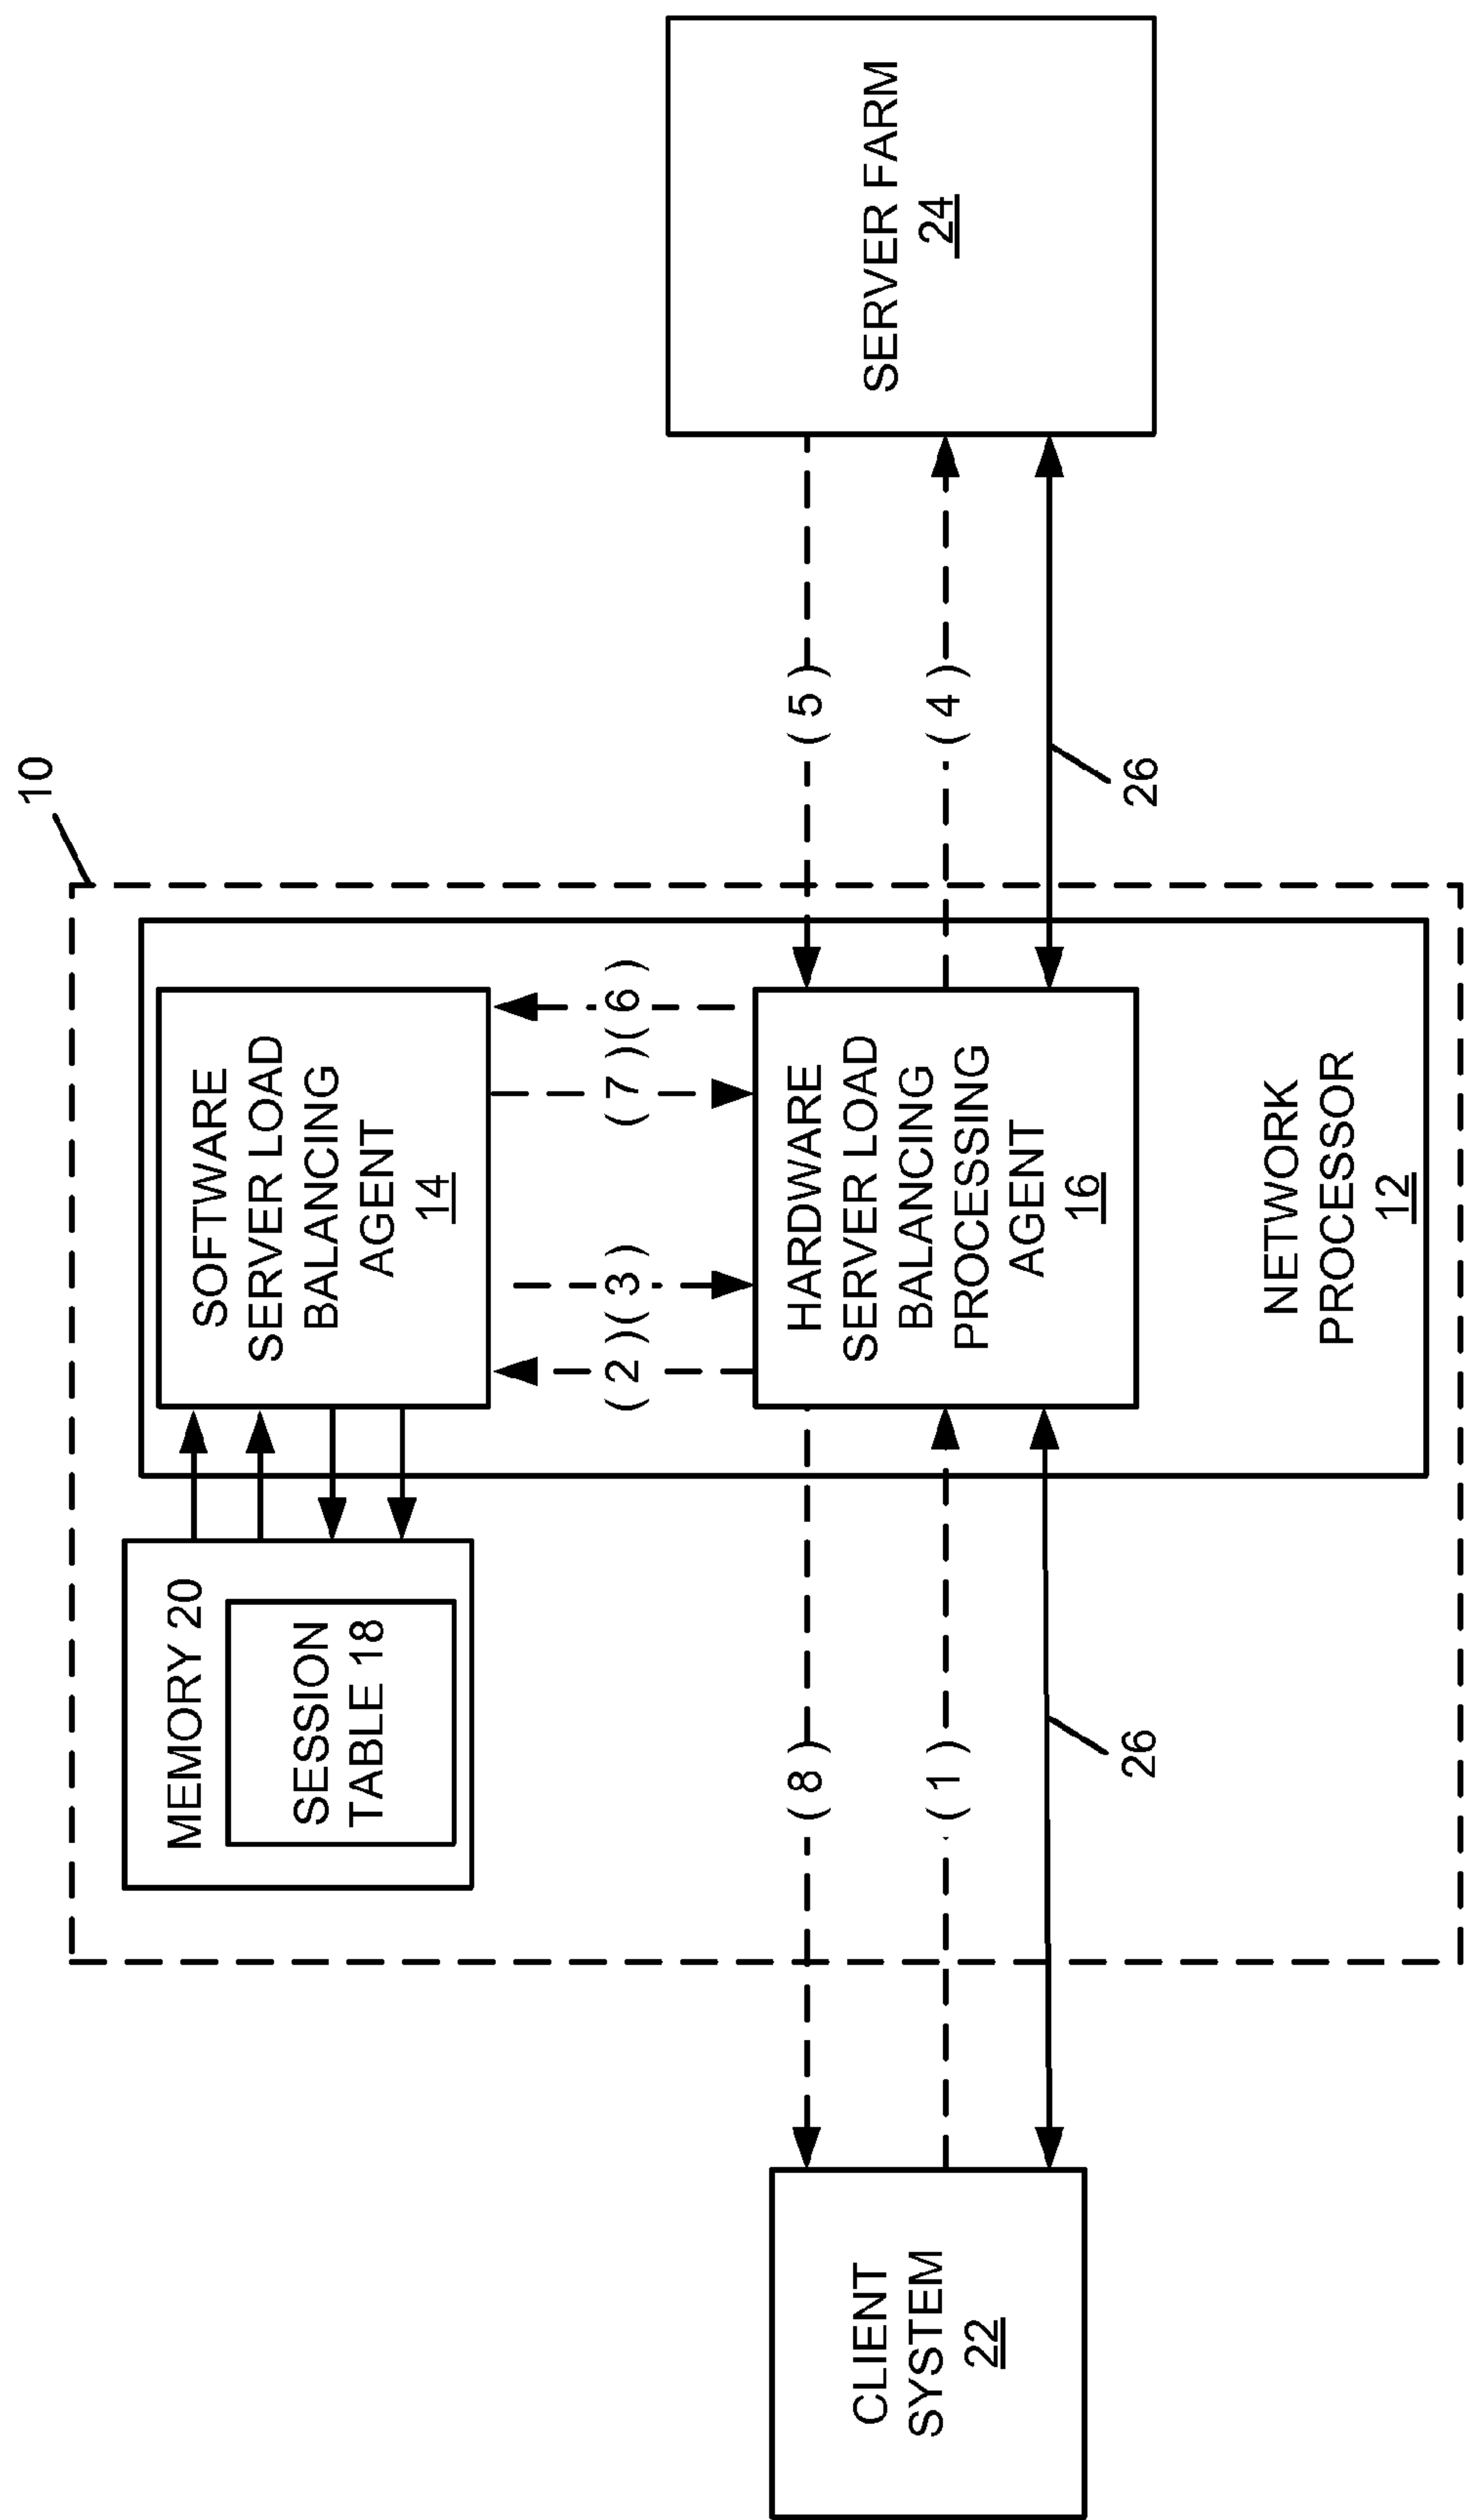 10
MEMORY 20
SESSION
TABLE 18
SOFTWARE
SERVER LOAD
BALANCING
AGENT
14
( 2 )( 3 )
( 7 )( 6 )
CLIENT
SYSTEM
22
( 8 )
( 1 )
26
HARDWARE
SERVER LOAD
BALANCING
PROCESSING
AGENT
16
NETWORK
PROCESSOR
12
( 5 )
( 4 )
26
SERVER FARM
24